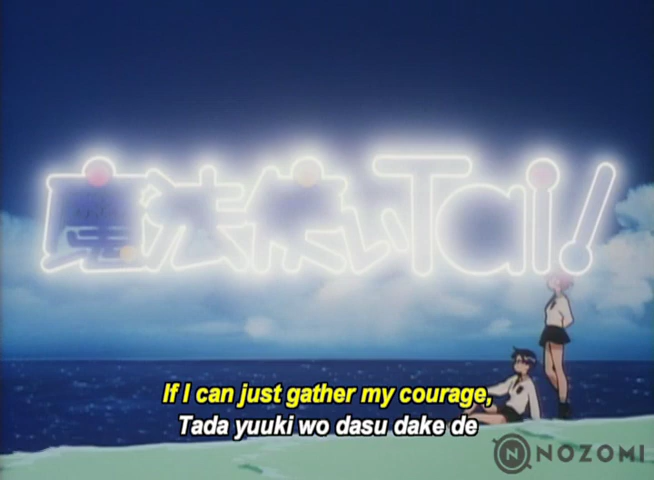 魔法使いTai!
If I can just gather my courage,
Tada yuuki wo dasu dake de
NOZOMI